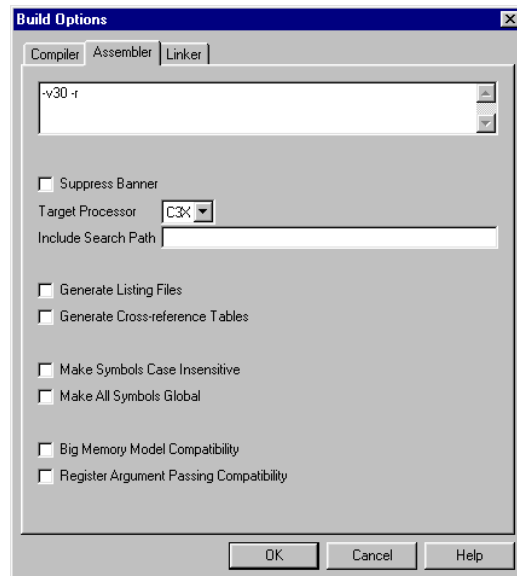 Build Options
Compiler Assembler Linker
-v30 -r
Suppress Banner
Target Processor C3X
Include Search Path
Generate Listing Files
Generate Cross-reference Tables
Make Symbols Case Insensitive
Make All Symbols Global
Big Memory Model Compatibility
Register Argument Passing Compatibility
OK Cancel Help